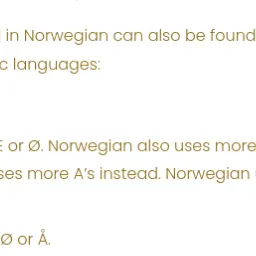 in Norwegian can also be found
c languages:
or Ø. Norwegian also uses more
ses more A’s instead. Norwegian
Ø or Å.